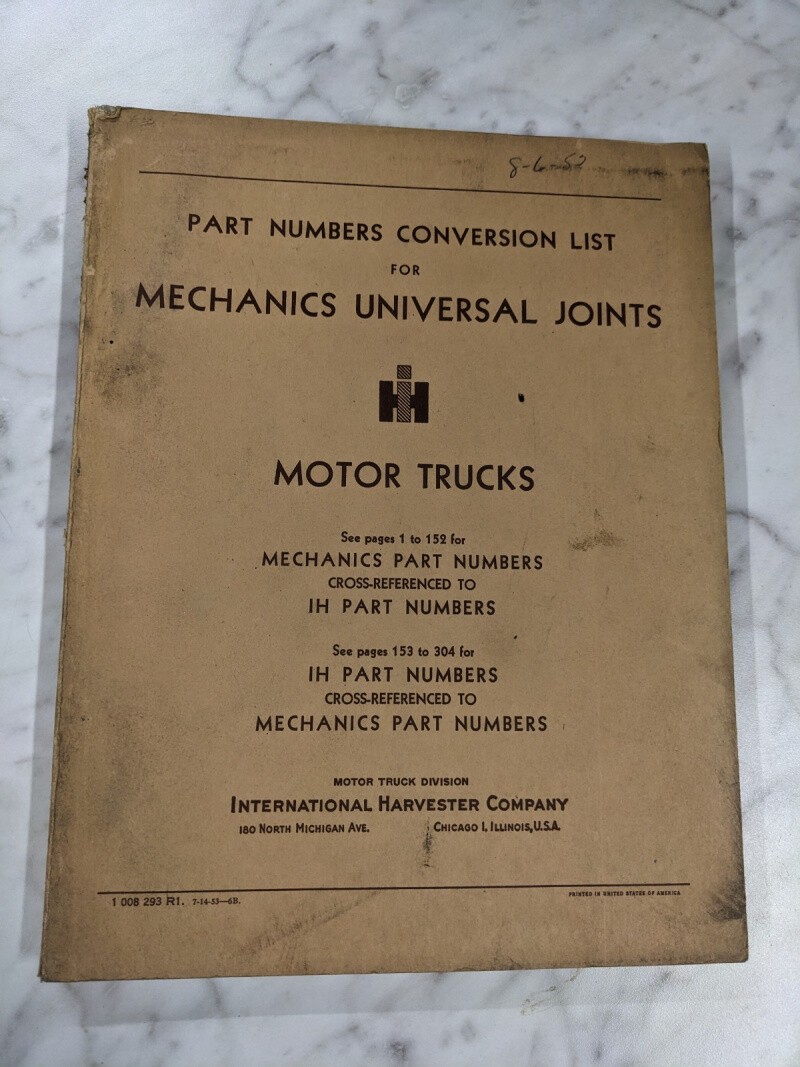 8-6-52
PART NUMBERS CONVERSION LIST
FOR
MECHANICS UNIVERSAL JOINTS
IH
MOTOR TRUCKS
See pages 1 to 152 for
MECHANICS PART NUMBERS
CROSS-REFERENCED TO
IH PART NUMBERS
See pages 153 to 304 for
IH PART NUMBERS
CROSS-REFERENCED TO
MECHANICS PART NUMBERS
MOTOR TRUCK DIVISION
INTERNATIONAL HARVESTER COMPANY
180 NORTH MICHIGAN AVE. CHICAGO 1, ILLINOIS, U.S.A.
1 008 293 R1. 7-14-53—6B. PRINTED IN UNITED STATES OF AMERICA